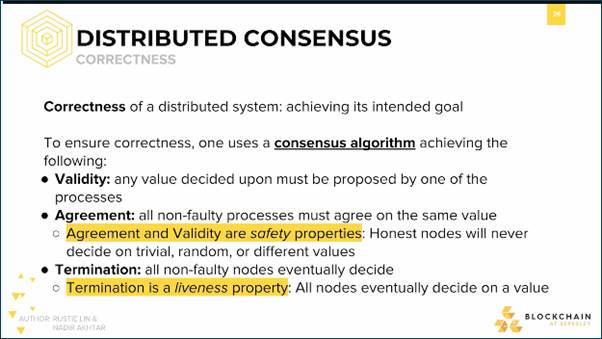 26
DISTRIBUTED CONSENSUS
CORRECTNESS
Correctness of a distributed system: achieving its intended goal
To ensure correctness, one uses a consensus algorithm achieving the
following:
● Validity: any value decided upon must be proposed by one of the
processes
● Agreement: all non-faulty processes must agree on the same value
○ Agreement and Validity are safety properties: Honest nodes will never
decide on trivial, random, or different values
● Termination: all non-faulty nodes eventually decide
○ Termination is a liveness property: All nodes eventually decide on a value
AUTHOR: RUSTIE LIN &
NADIR AKHTAR
BLOCKCHAIN
AT BERKELEY